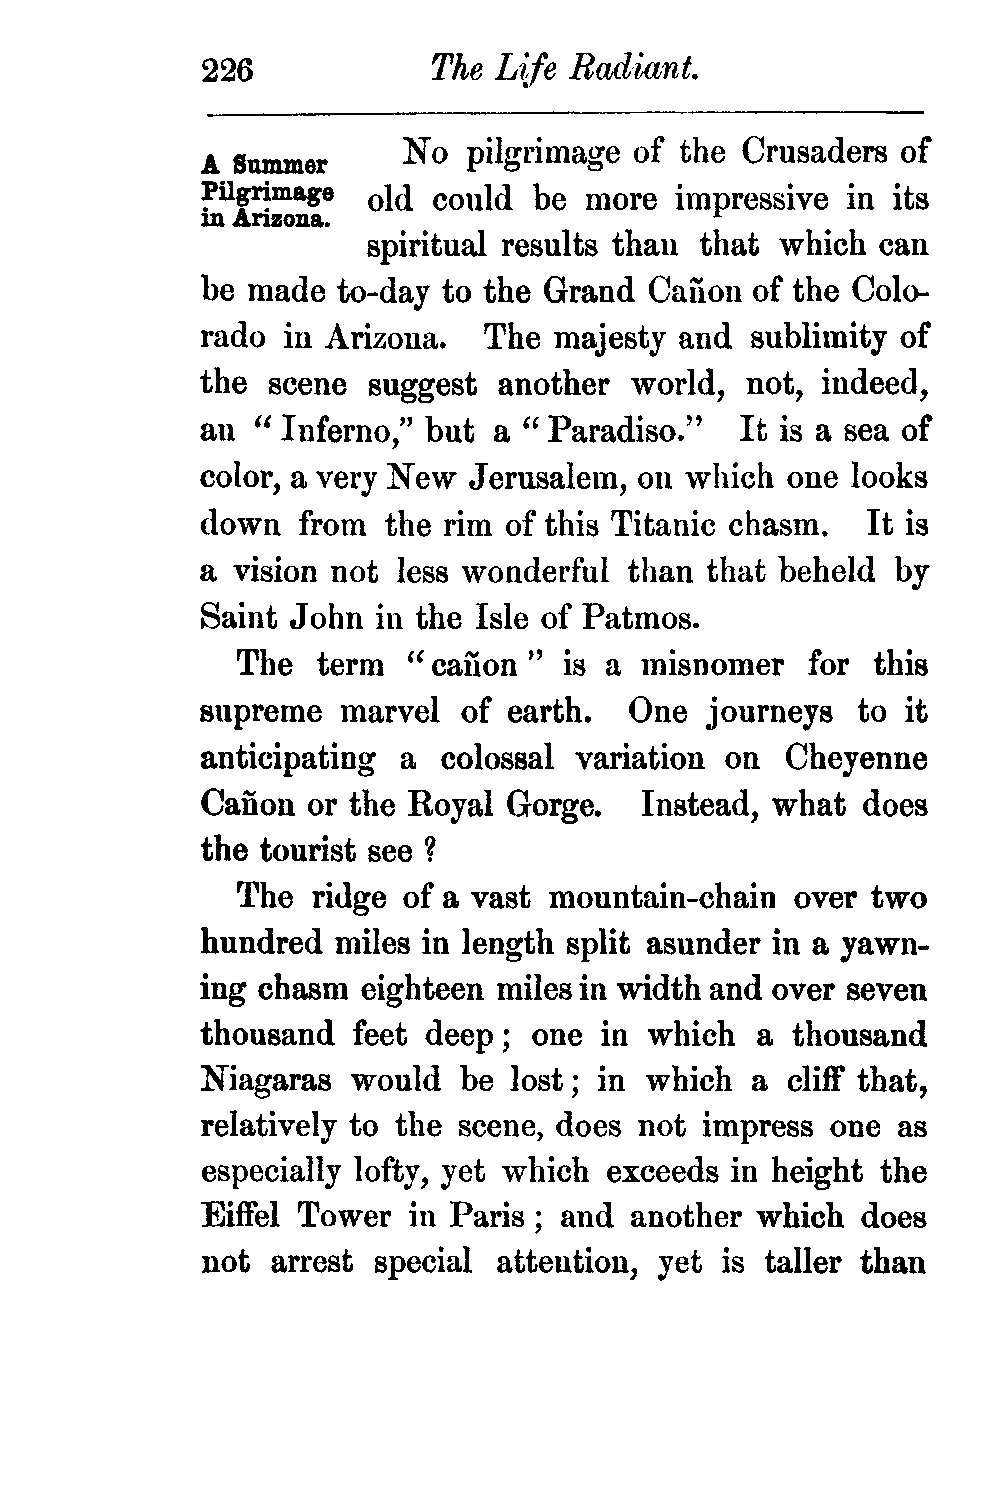 226 The Life Radiant.
A Summer
Pilgrimage
in Arizona.
No pilgrimage of the Crusaders of
old could be more impressive in its
spiritual results than that which can
be made to-day to the Grand Cañon of the Colo-
rado in Arizona. The majesty and sublimity of
the scene suggest another world, not, indeed,
an “Inferno,” but a “Paradiso.” It is a sea of
color, a very New Jerusalem, on which one looks
down from the rim of this Titanic chasm. It is
a vision not less wonderful than that beheld by
Saint John in the Isle of Patmos.
The term “cañon” is a misnomer for this
supreme marvel of earth. One journeys to it
anticipating a colossal variation on Cheyenne
Cañon or the Royal Gorge. Instead, what does
the tourist see?
The ridge of a vast mountain-chain over two
hundred miles in length split asunder in a yawn-
ing chasm eighteen miles in width and over seven
thousand feet deep; one in which a thousand
Niagaras would be lost; in which a cliff that,
relatively to the scene, does not impress one as
especially lofty, yet which exceeds in height the
Eiffel Tower in Paris; and another which does
not arrest special attention, yet is taller than